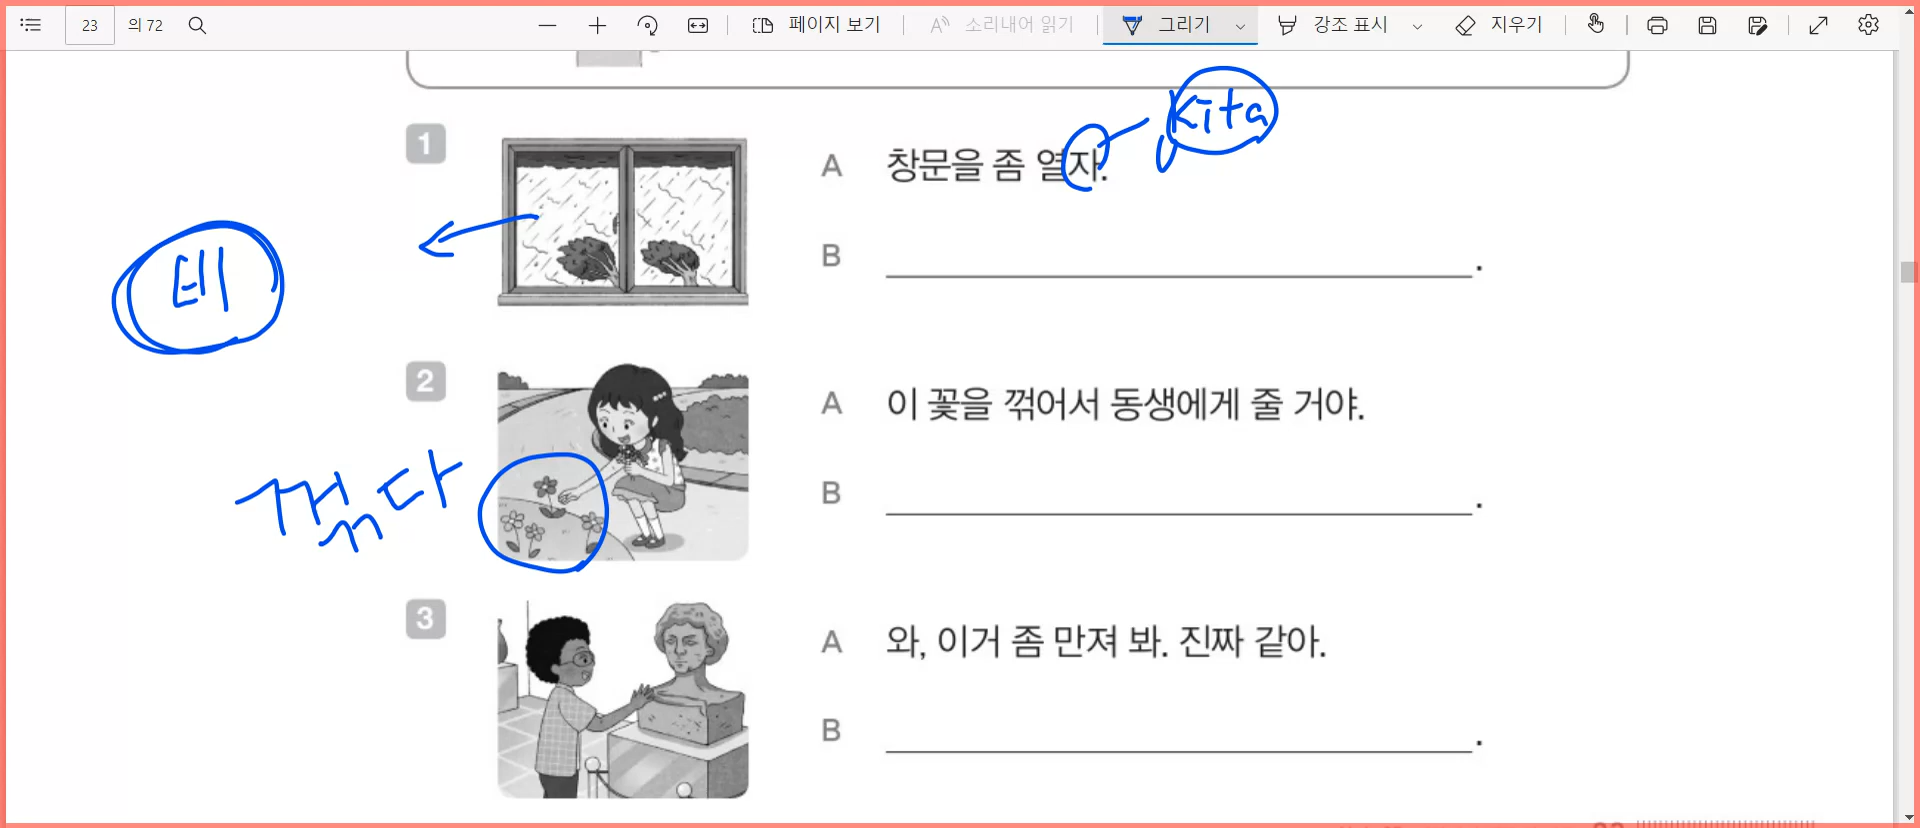 23 의 72 페이지 보기 소리내어 읽기 그리기 강조 표시 지우기
kita
1
A 창문을 좀 열자.
B .
테
2
A 이 꽃을 꺾어서 동생에게 줄 거야.
꺾다
B .
3
A 와, 이거 좀 만져 봐. 진짜 같아.
B .